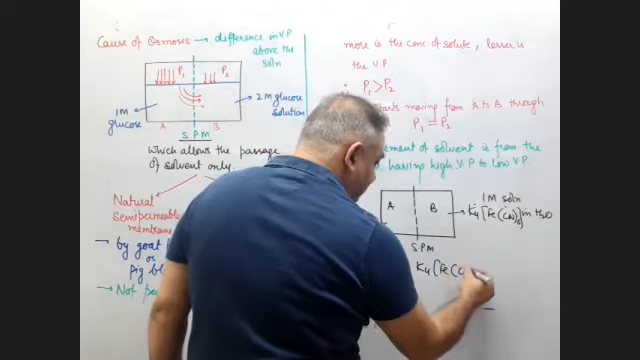 Cause of Osmosis → difference in V.P
above the
soln
P₁ P₂
1M
glucose
A B
2M glucose
solution
S.P.M
which allows the passage
of solvent only.
Natural
semipermeable
membrane
→ by goat
or
Pig bl
→ Not
more is the conc of solute, lesser is
the V.P.
∴ P₁ > P₂
starts moving from A to B through
P₁ = P₂
ement of solvent is from the
having high V.P to low V.P.
A B
1M soln
K₄[Fe(CN)₆] in H₂O
S.P.M
K₄[Fe(C